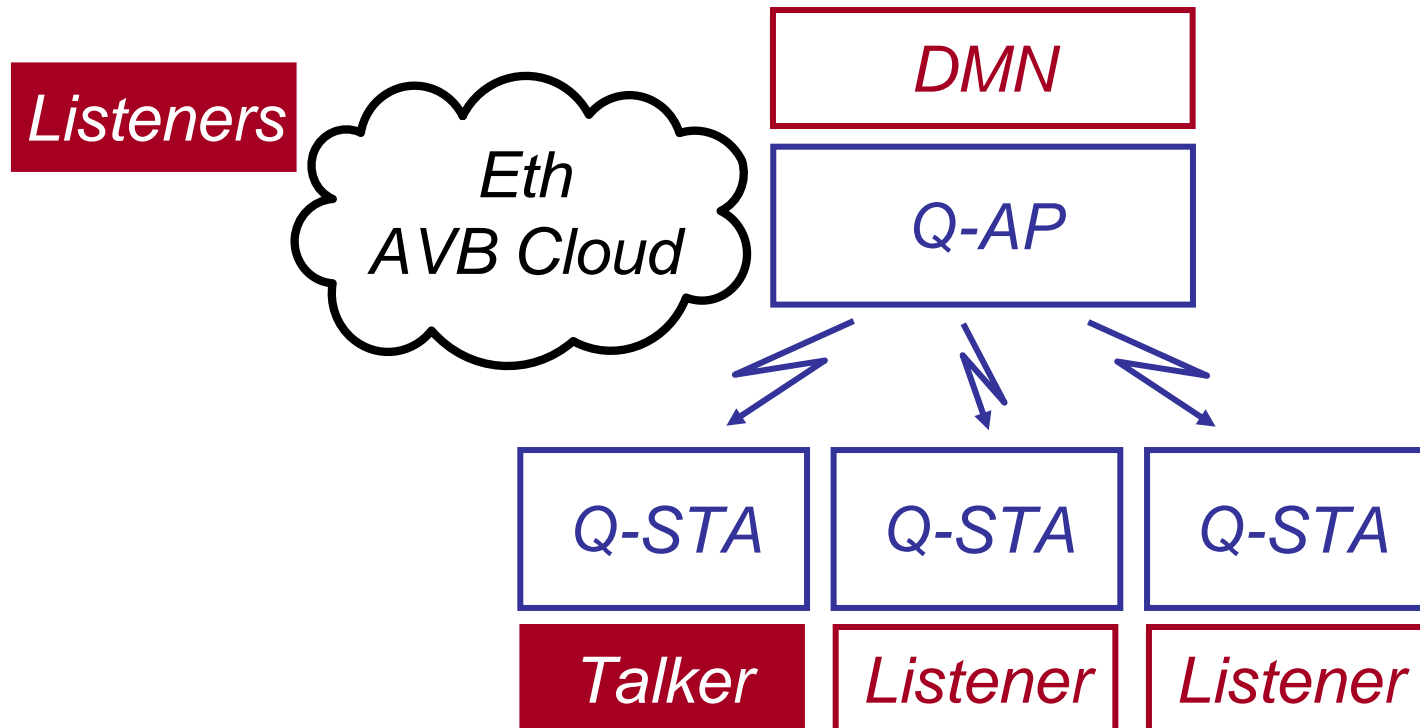 DMN
Listeners
Eth
AVB Cloud
Q-AP
Q-STA
Q-STA
Q-STA
Talker
Listener
Listener